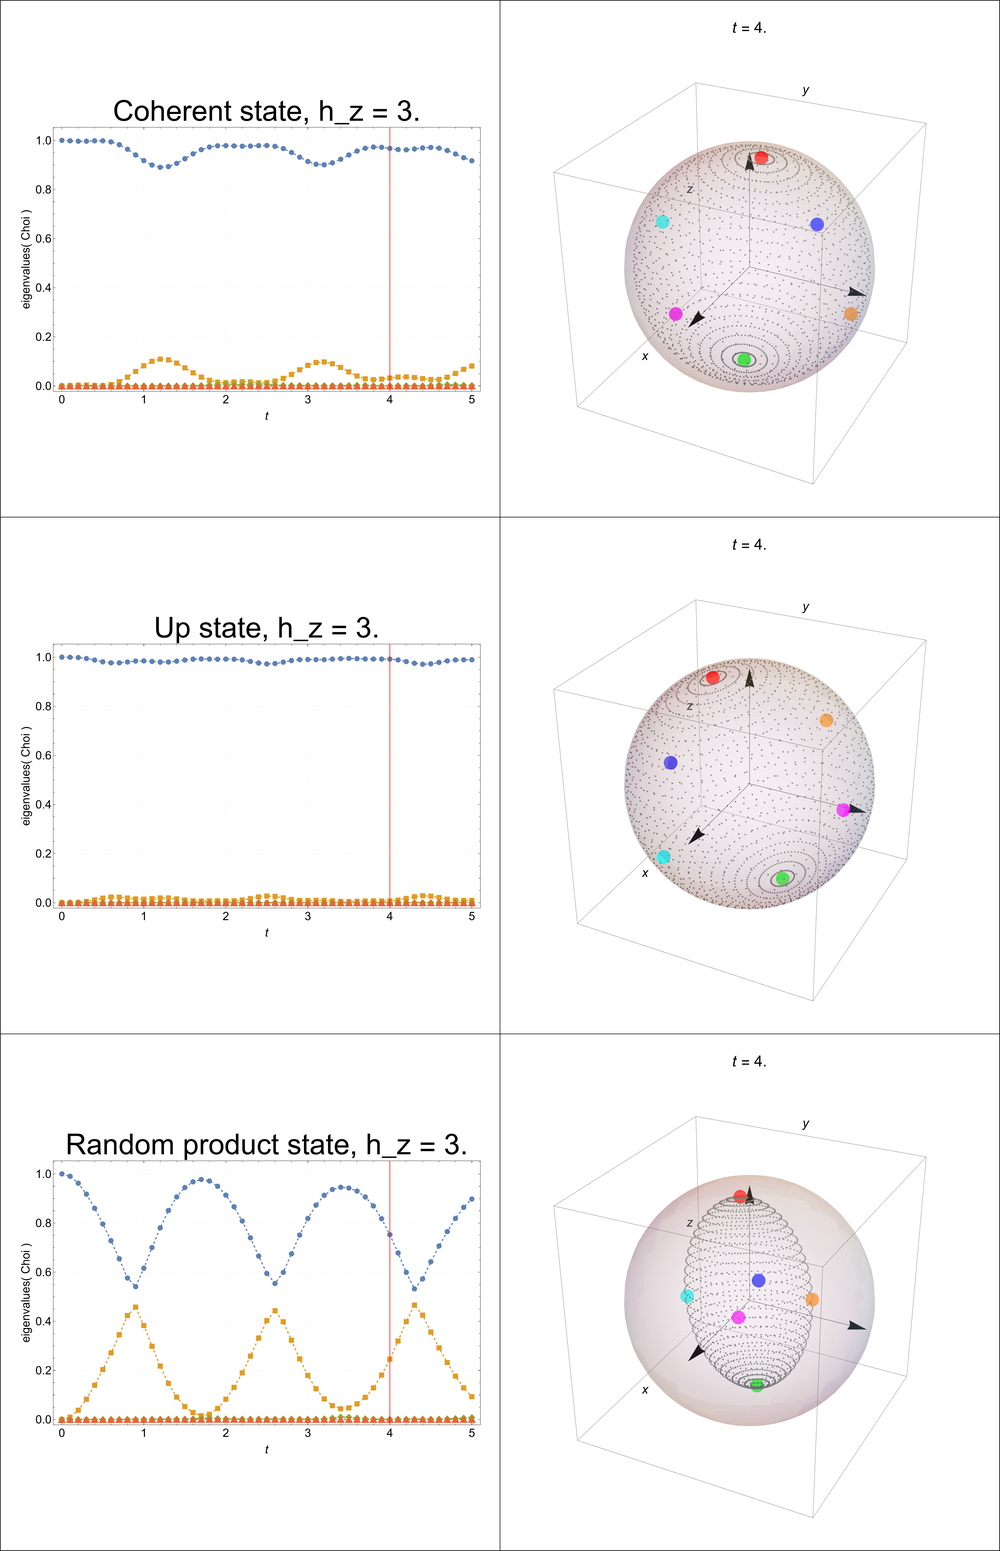 Coherent state, h_z = 3.
eigenvalues( Choi )
1.0
0.8
0.6
0.4
0.2
0.0
0 1 2 3 4 5
t
t = 4.
y
z
x
Up state, h_z = 3.
eigenvalues( Choi )
1.0
0.8
0.6
0.4
0.2
0.0
0 1 2 3 4 5
t
t = 4.
y
z
x
Random product state, h_z = 3.
eigenvalues( Choi )
1.0
0.8
0.6
0.4
0.2
0.0
0 1 2 3 4 5
t
t = 4.
y
z
x